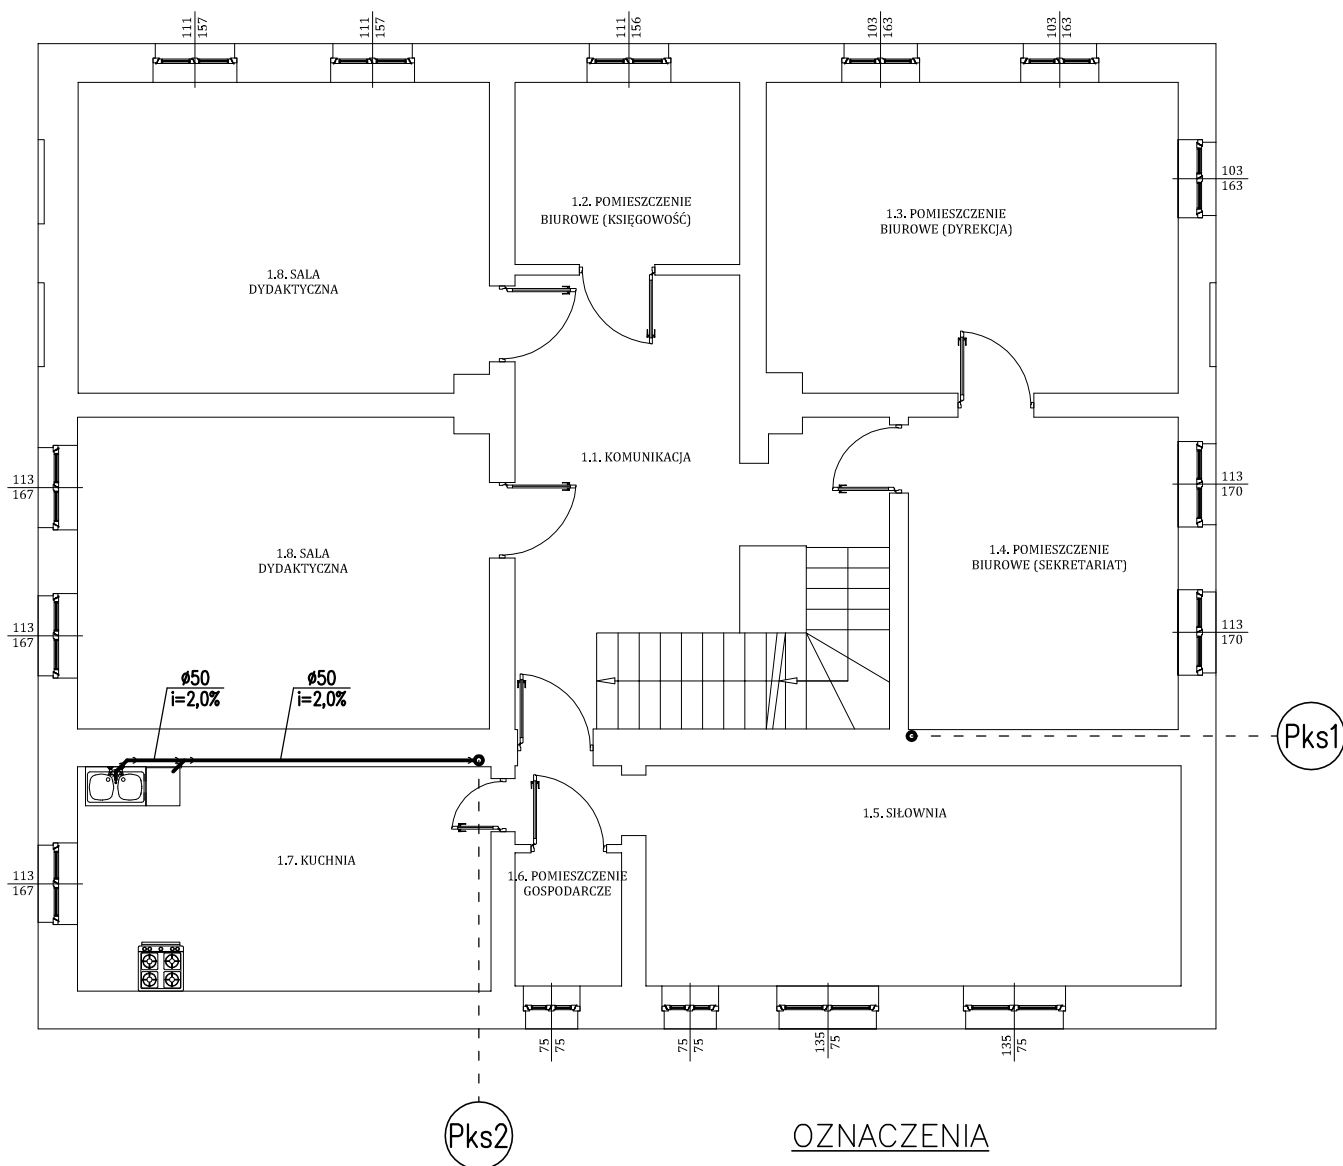 111
157
111
157
111
156
103
163
103
163
103
163
1.2. POMIESZCZENIE
BIUROWE (KSIĘGOWOŚĆ)
1.3. POMIESZCZENIE
BIUROWE (DYREKCJA)
1.8. SALA
DYDAKTYCZNA
1.1. KOMUNIKACJA
113
167
113
170
1.8. SALA
DYDAKTYCZNA
1.4. POMIESZCZENIE
BIUROWE (SEKRETARIAT)
113
167
113
170
ø50
i=2,0%
ø50
i=2,0%
Pks1
1.5. SIŁOWNIA
1.7. KUCHNIA
113
167
1.6. POMIESZCZENIE
GOSPODARCZE
75
75
75
75
135
75
135
75
Pks2
OZNACZENIA